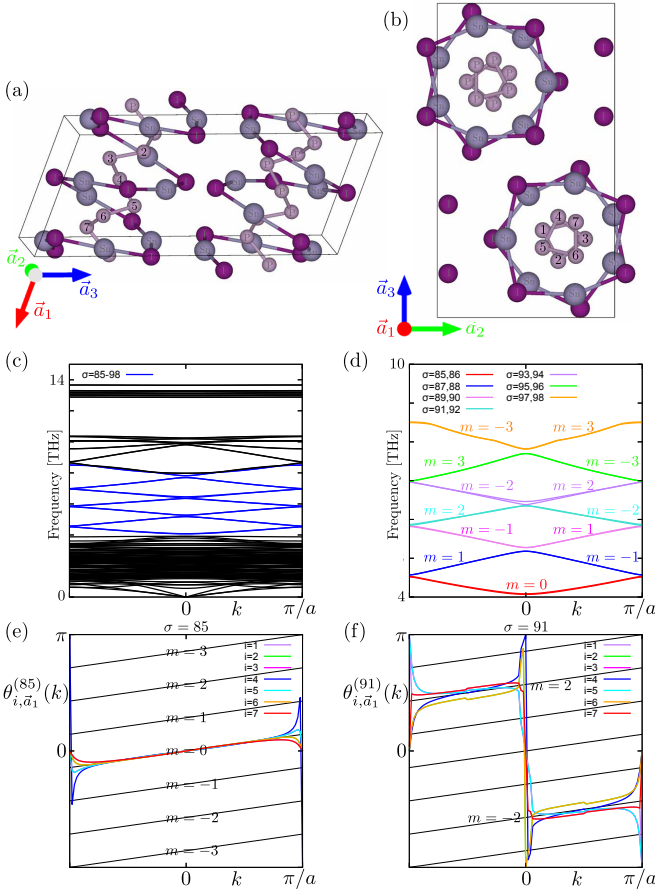 (a)
Sn
I
P
3
2
4
5
6
7
a⃗₂
a⃗₃
a⃗₁
(b)
Sn
P
4
7
1
3
5
6
2
a⃗₃
a⃗₁
a⃗₂
(c)
σ=85-98
14
Frequency [THz]
0
0
k
π/a
(d)
10
σ=85,86
σ=87,88
σ=89,90
σ=91,92
σ=93,94
σ=95,96
σ=97,98
Frequency [THz]
m = −3
m = 3
m = 3
m = −3
m = −2
m = 2
m = 2
m = −2
m = −1
m = 1
m = 1
m = −1
m = 0
4
0
k
π/a
(e)
σ = 85
π
θ_{i,a⃗₁}^{(85)}(k)
0
m = 3
m = 2
m = 1
m = 0
m = −1
m = −2
m = −3
i=1
i=2
i=3
i=4
i=5
i=6
i=7
0
k
π/a
(f)
σ = 91
π
θ_{i,a⃗₁}^{(91)}(k)
0
m = 2
m = −2
i=1
i=2
i=3
i=4
i=5
i=6
i=7
0
k
π/a